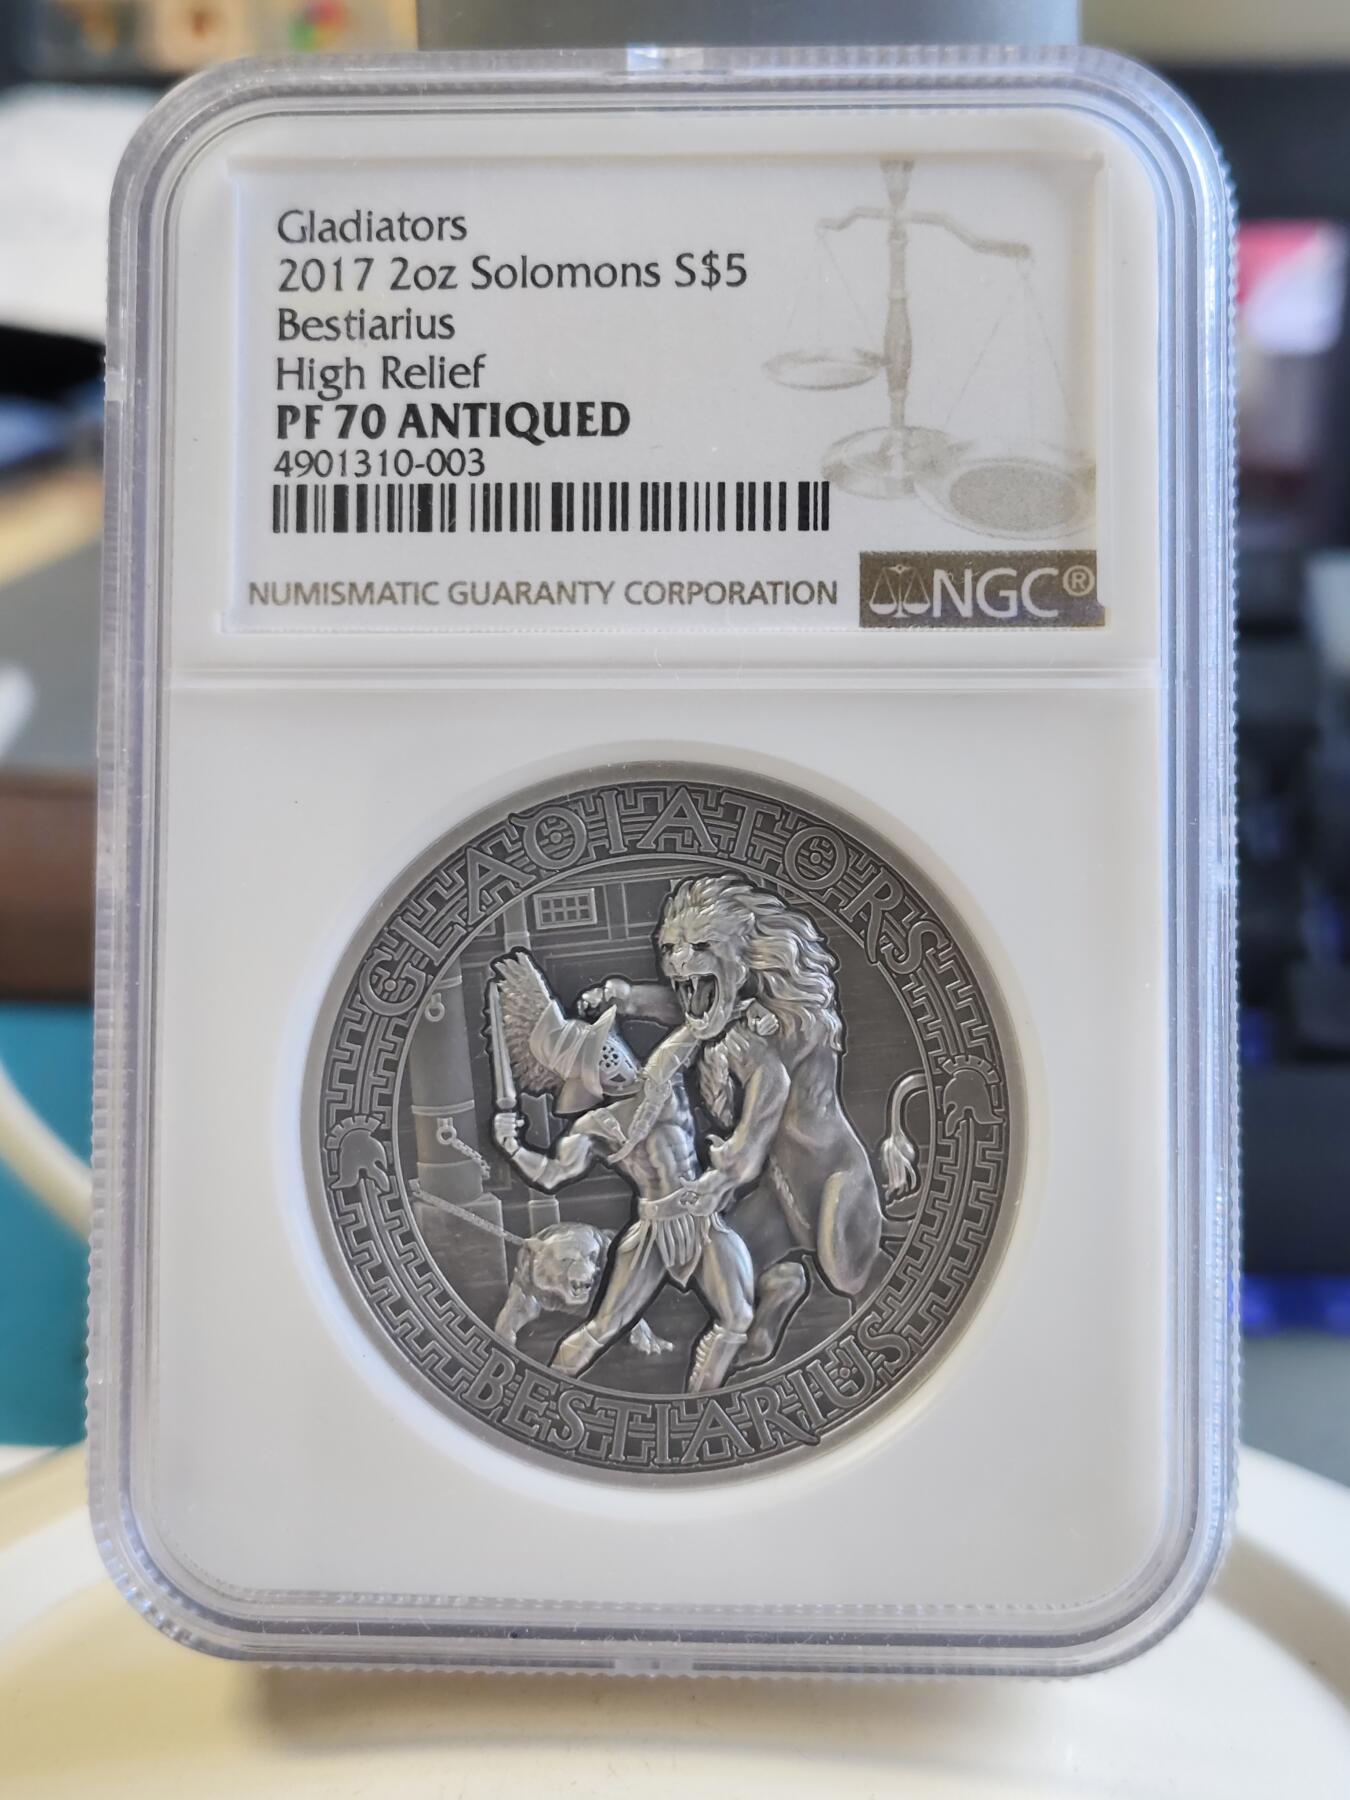 Gladiators
2017 2oz Solomons S$5
Bestiarius
High Relief
PF 70 ANTIQUED
4901310-003
NUMISMATIC GUARANTY CORPORATION
NGC®
GLADIATORS
BESTIARIUS